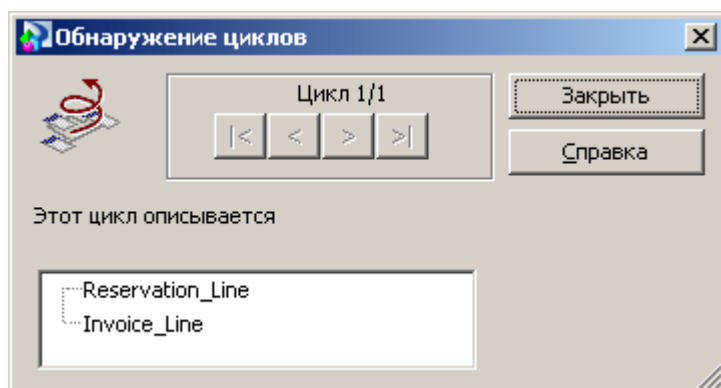 Обнаружение циклов
Цикл 1/1
|< < > >|
Закрыть
Справка
Этот цикл описывается
Reservation_Line
Invoice_Line